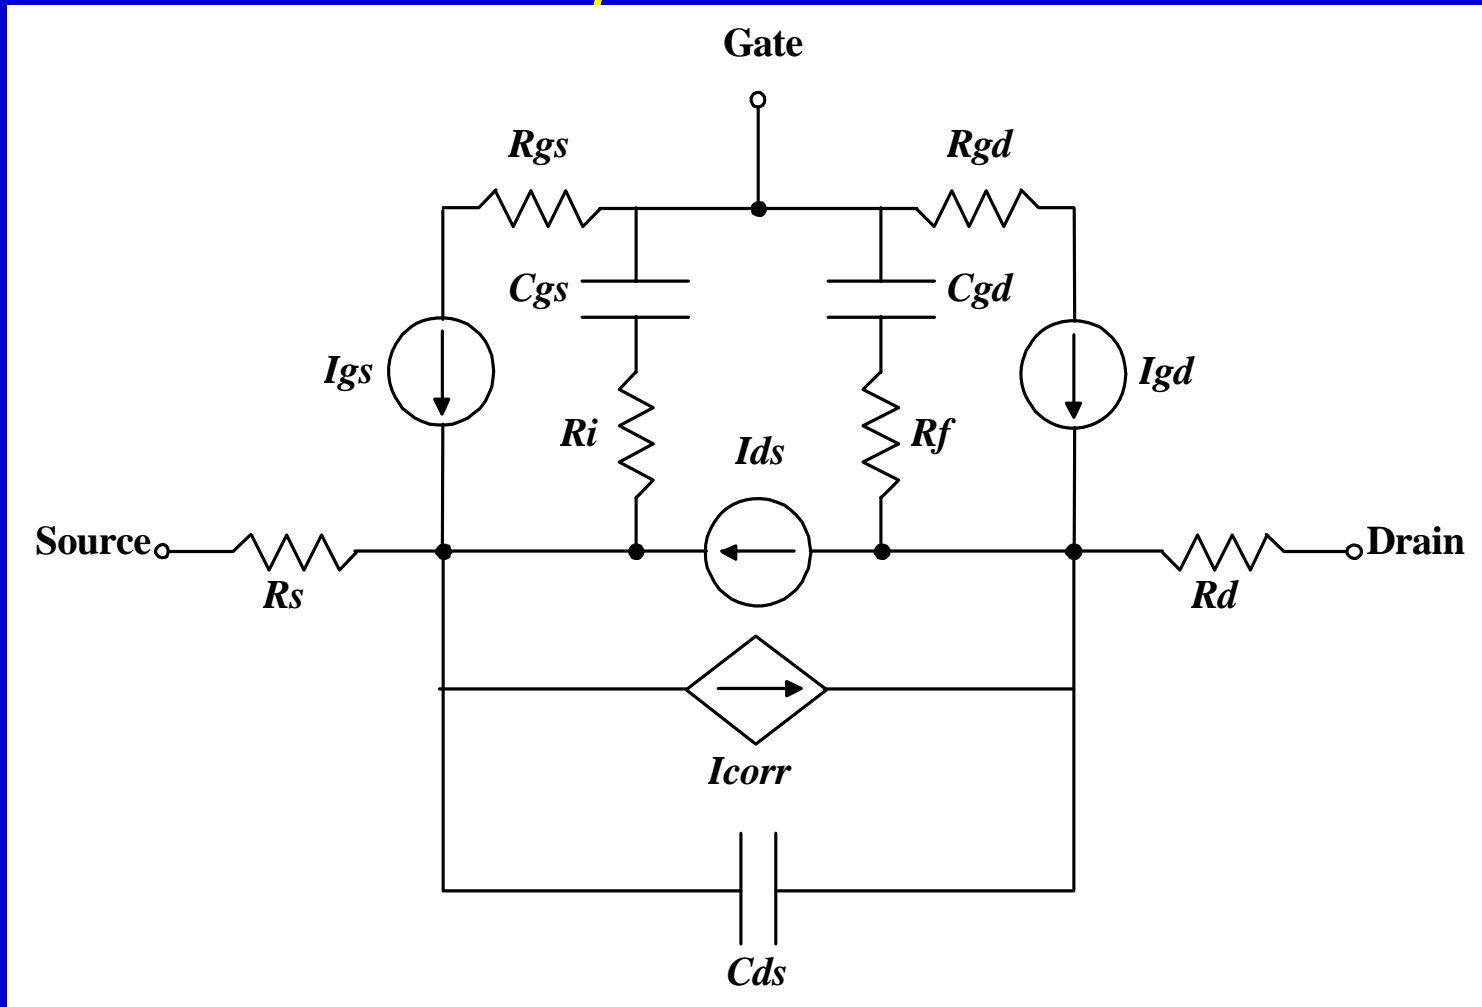 Gate
Rgs
Rgd
Cgs
Cgd
Igs
Igd
Ri
Ids
Rf
Source
Drain
Rs
Rd
Icorr
Cds